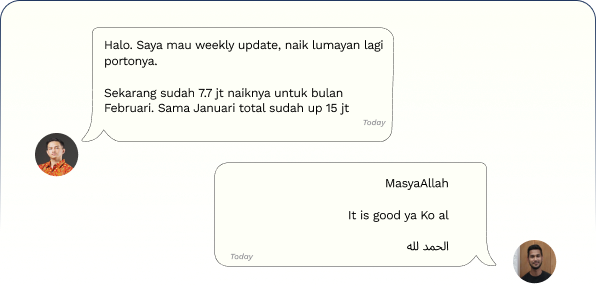 Halo. Saya mau weekly update, naik lumayan lagi
portonya.
Sekarang sudah 7.7 jt naiknya untuk bulan
Februari. Sama Januari total sudah up 15 jt
Today
MasyaAllah
It is good ya Ko al
الحمد لله
Today